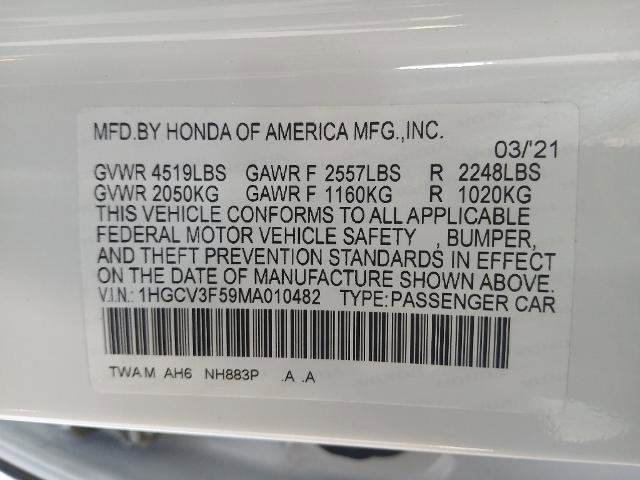 MFD.BY HONDA OF AMERICA MFG.,INC.
03/'21
GVWR 4519LBS GAWR F 2557LBS R 2248LBS
GVWR 2050KG GAWR F 1160KG R 1020KG
THIS VEHICLE CONFORMS TO ALL APPLICABLE
FEDERAL MOTOR VEHICLE SAFETY , BUMPER,
AND THEFT PREVENTION STANDARDS IN EFFECT
ON THE DATE OF MANUFACTURE SHOWN ABOVE.
V.I.N.: 1HGCV3F59MA010482 TYPE:PASSENGER CAR
TWAM AH6 NH883P .A .A